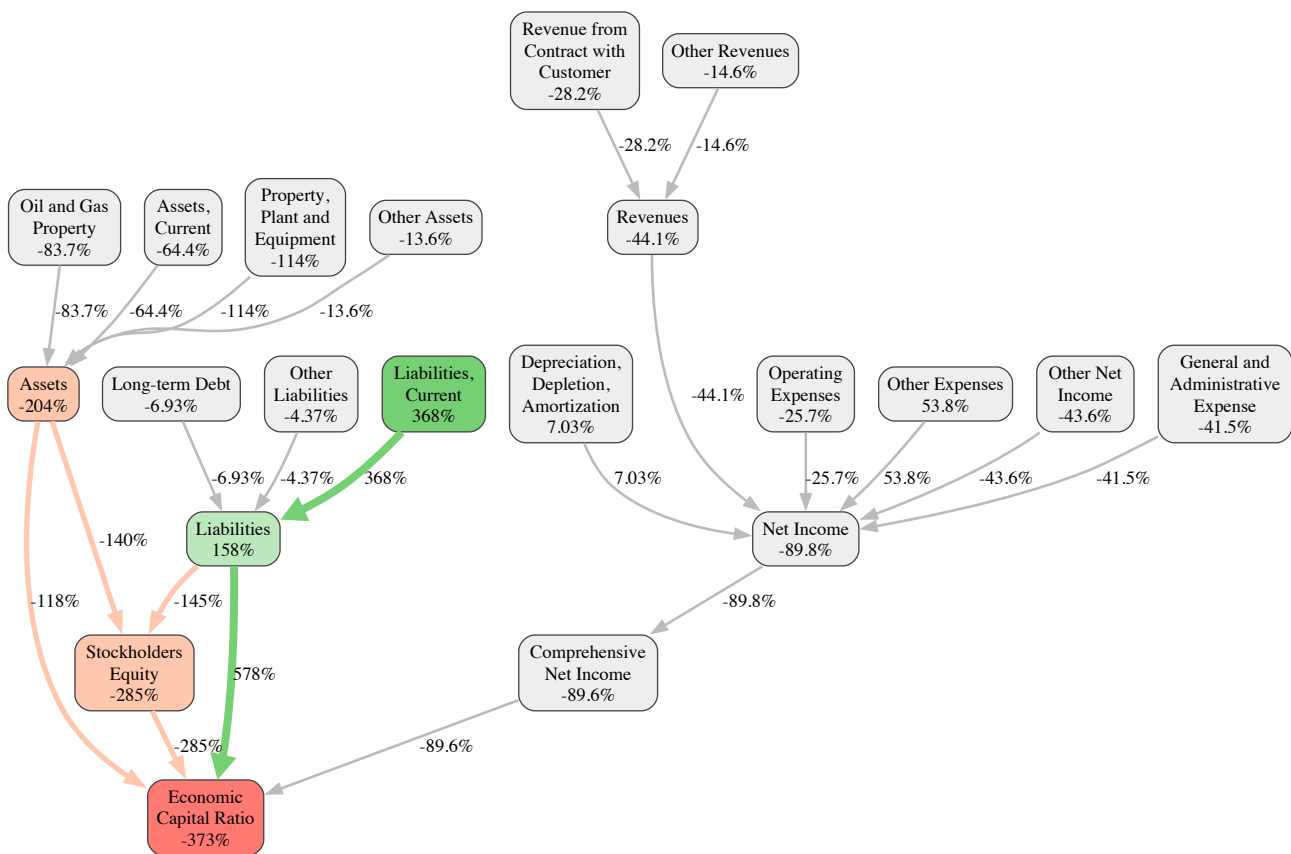 Revenue from
Contract with
Customer
-28.2%
Other Revenues
-14.6%
-28.2%
-14.6%
Oil and Gas
Property
-83.7%
Assets,
Current
-64.4%
Property,
Plant and
Equipment
-114%
Other Assets
-13.6%
Revenues
-44.1%
-83.7%
-64.4%
-114%
-13.6%
Assets
-204%
Long-term Debt
-6.93%
Other
Liabilities
-4.37%
Liabilities,
Current
368%
Depreciation,
Depletion,
Amortization
7.03%
-44.1%
Operating
Expenses
-25.7%
Other Expenses
53.8%
Other Net
Income
-43.6%
General and
Administrative
Expense
-41.5%
-6.93%
-4.37%
368%
7.03%
-25.7%
53.8%
-43.6%
-41.5%
Liabilities
158%
Net Income
-89.8%
-140%
-118%
-145%
-89.8%
Stockholders
Equity
-285%
578%
Comprehensive
Net Income
-89.6%
-285%
-89.6%
Economic
Capital Ratio
-373%